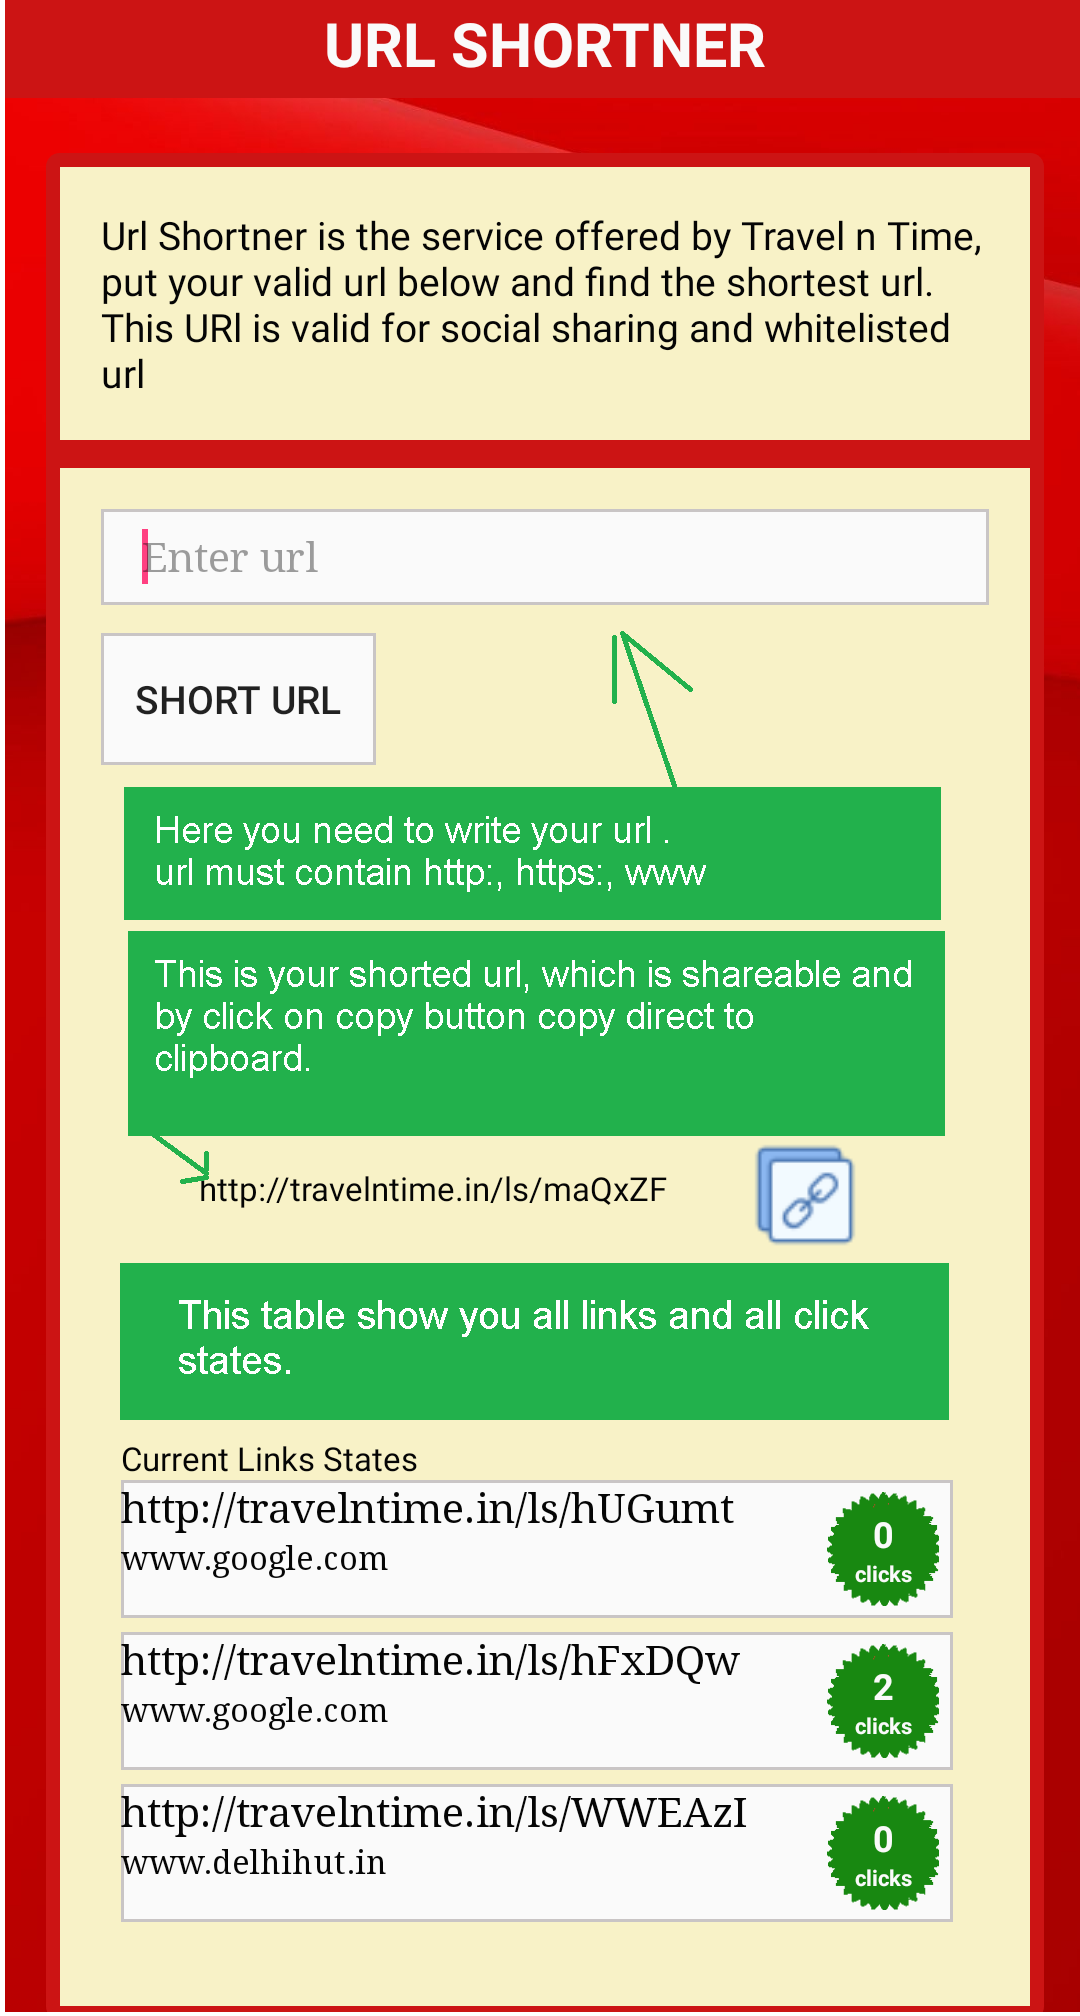 URL SHORTNER
Url Shortner is the service offered by Travel n Time,
put your valid url below and find the shortest url.
This URl is valid for social sharing and whitelisted
url
Enter url
SHORT URL
Here you need to write your url .
url must contain http:, https:, www
This is your shorted url, which is shareable and
by click on copy button copy direct to
clipboard.
http://travelntime.in/ls/maQxZF
This table show you all links and all click
states.
Current Links States
http://travelntime.in/ls/hUGumt
www.google.com
0
clicks
http://travelntime.in/ls/hFxDQw
www.google.com
2
clicks
http://travelntime.in/ls/WWEAzI
www.delhihut.in
0
clicks